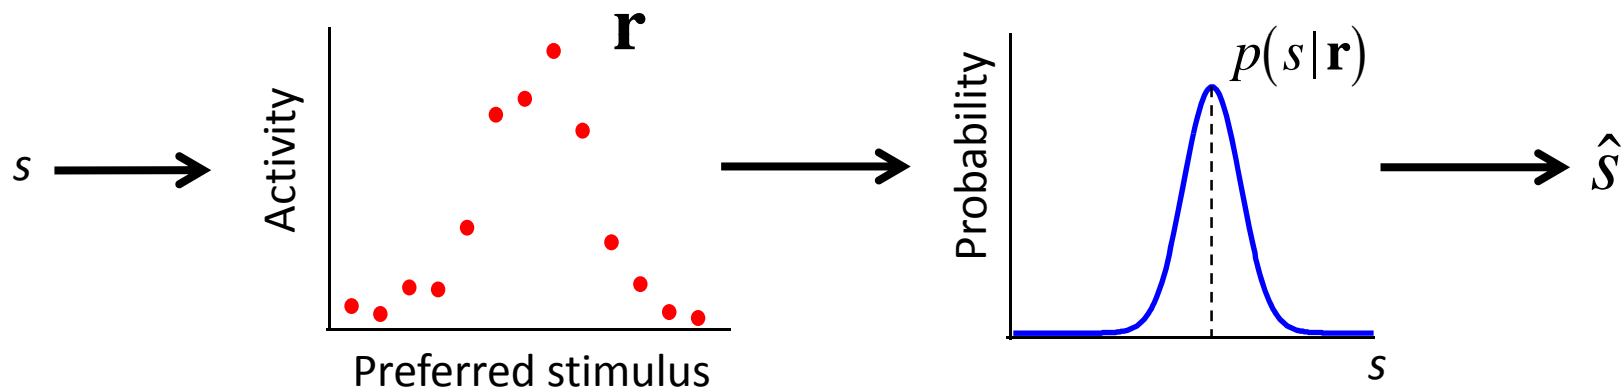 s
Activity
r
Preferred stimulus
Probability
p(s|r)
s
ŝ